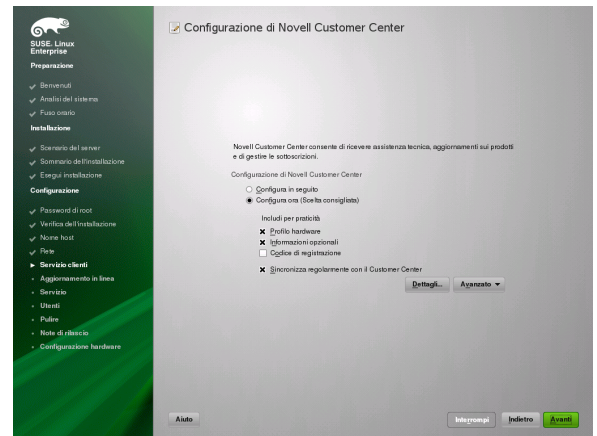 SUSE. Linux
Enterprise
Preparazione
Benvenuti
Analisi del sistema
Fuso orario
Installazione
Scenario del server
Sommario dell'installazione
Esegui installazione
Configurazione
Password di root
Verifica dell'installazione
Nome host
Rete
Servizio clienti
Aggiornamento in linea
Servizio
Utenti
Pulire
Note di rilascio
Configurazione hardware
Configurazione di Novell Customer Center
Novell Customer Center consente di ricevere assistenza tecnica, aggiornamenti sui prodotti
e di gestire le sottoscrizioni.
Configurazione di Novell Customer Center
Configura in seguito
Configura ora (Scelta consigliata)
Includi per praticità
Profilo hardware
Informazioni opzionali
Codice di registrazione
Sincronizza regolarmente con il Customer Center
Dettagli... Avanzato
Aiuto Interrompi Indietro Avanti